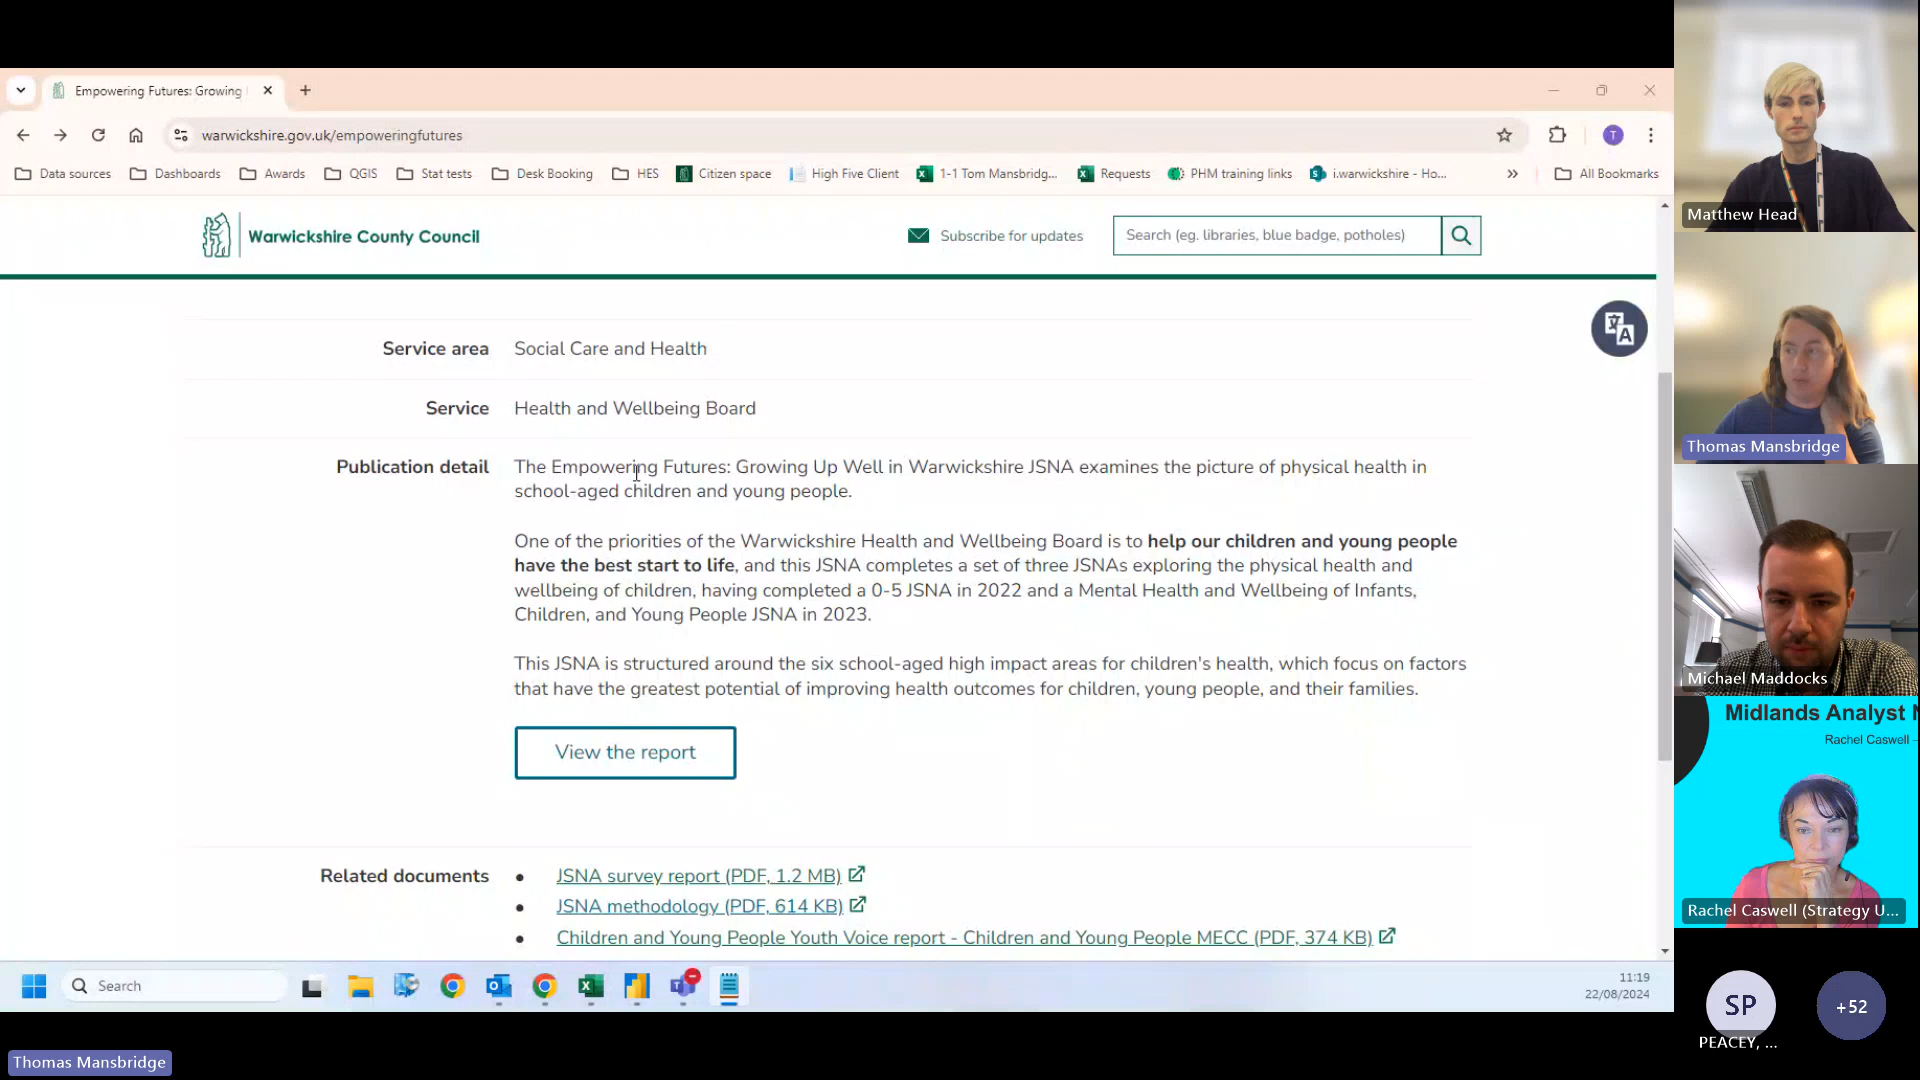 Empowering Futures: Growing
warwickshire.gov.uk/empoweringfutures
T
Data sources
Dashboards
Awards
QGIS
Stat tests
Desk Booking
HES
Citizen space
High Five Client
1-1 Tom Mansbridg...
Requests
PHM training links
i.warwickshire - Ho...
All Bookmarks
Warwickshire County Council
Subscribe for updates
Search (eg. libraries, blue badge, potholes)
Service area
Social Care and Health
Service
Health and Wellbeing Board
Publication detail
The Empowering Futures: Growing Up Well in Warwickshire JSNA examines the picture of physical health in
school-aged children and young people.
One of the priorities of the Warwickshire Health and Wellbeing Board is to help our children and young people
have the best start to life, and this JSNA completes a set of three JSNAs exploring the physical health and
wellbeing of children, having completed a 0-5 JSNA in 2022 and a Mental Health and Wellbeing of Infants,
Children, and Young People JSNA in 2023.
This JSNA is structured around the six school-aged high impact areas for children's health, which focus on factors
that have the greatest potential of improving health outcomes for children, young people, and their families.
View the report
Related documents
JSNA survey report (PDF, 1.2 MB)
JSNA methodology (PDF, 614 KB)
Children and Young People Youth Voice report - Children and Young People MECC (PDF, 374 KB)
Search
11:19
22/08/2024
Thomas Mansbridge
Matthew Head
Thomas Mansbridge
Michael Maddocks
Midlands Analyst N
Rachel Caswell –
Rachel Caswell (Strategy U...
SP
+52
PEACEY, ...